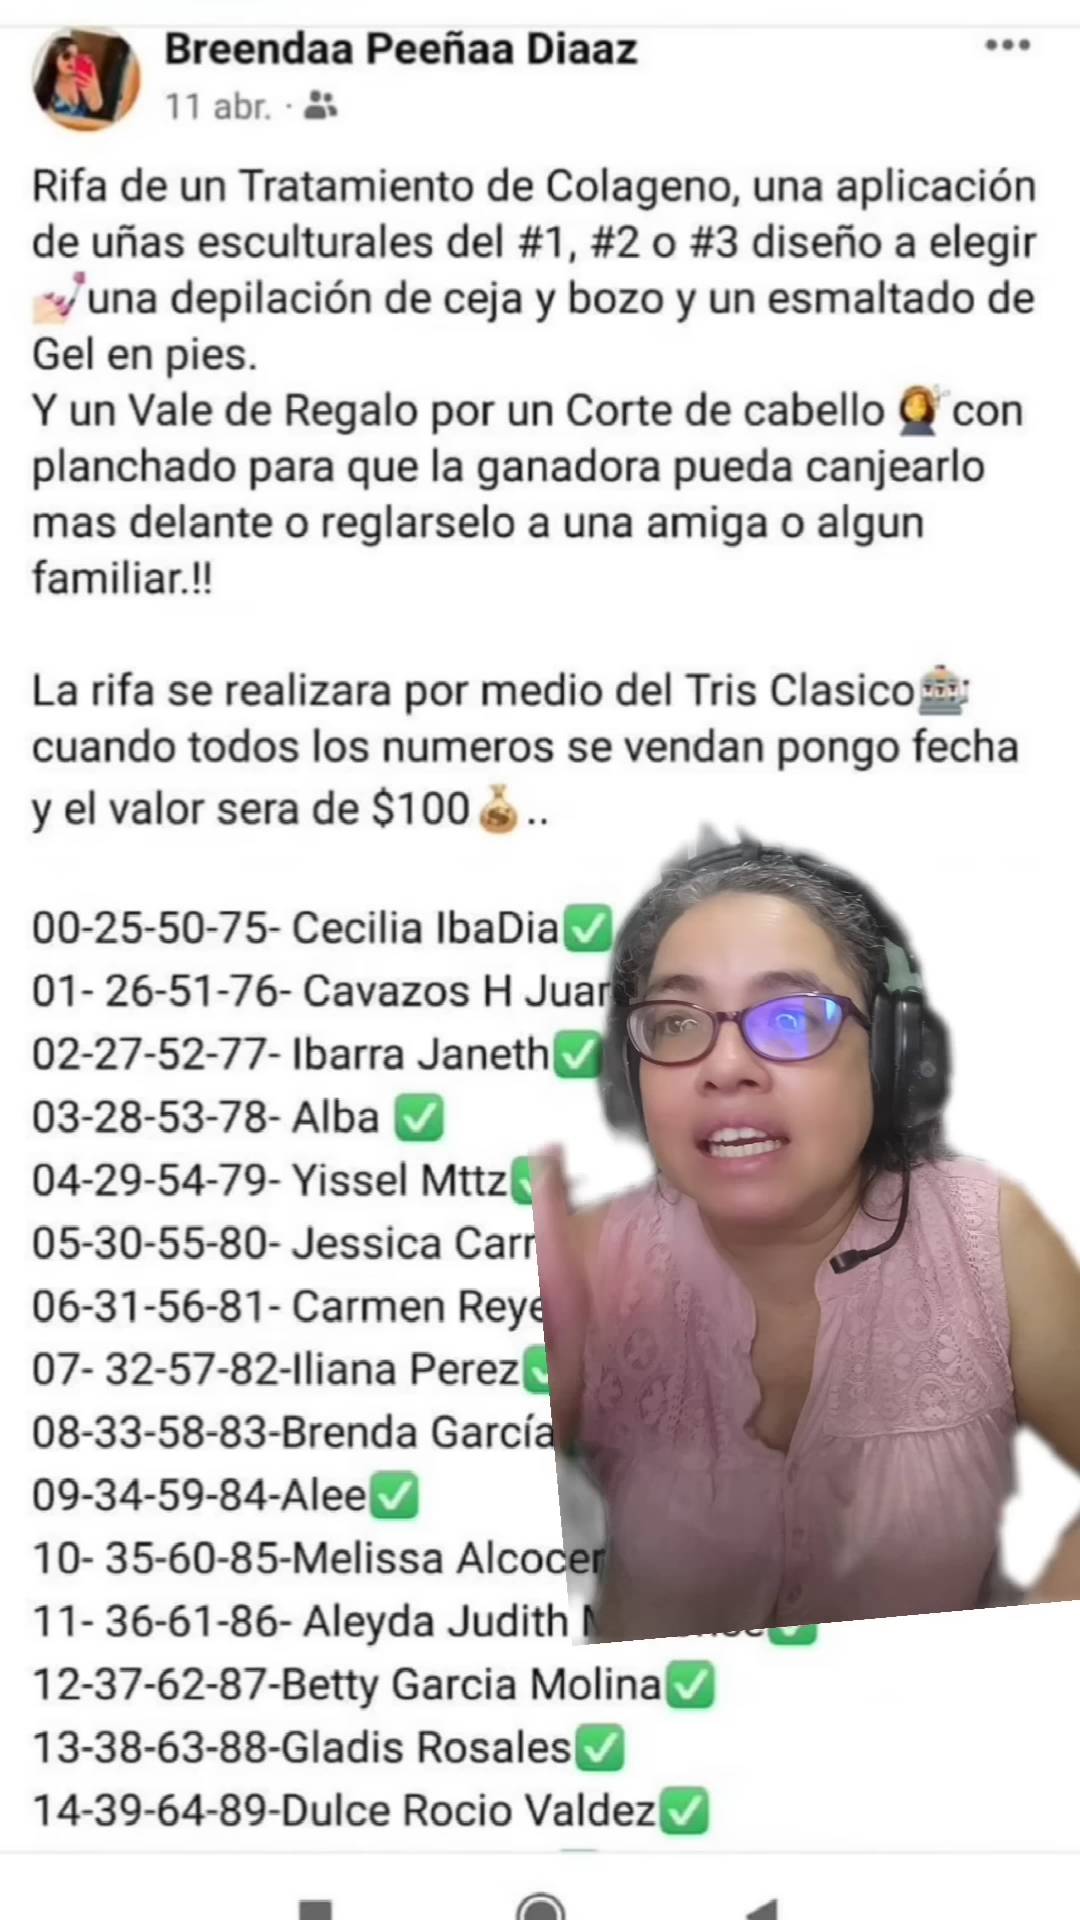 Breendaa Peeñaa Diaaz
11 abr. ·
Rifa de un Tratamiento de Colageno, una aplicación
de uñas esculturales del #1, #2 o #3 diseño a elegir
💅una depilación de ceja y bozo y un esmaltado de
Gel en pies.
Y un Vale de Regalo por un Corte de cabello 💇con
planchado para que la ganadora pueda canjearlo
mas delante o reglarselo a una amiga o algun
familiar.!!
La rifa se realizara por medio del Tris Clasico🎰
cuando todos los numeros se vendan pongo fecha
y el valor sera de $100💰..
00-25-50-75- Cecilia IbaDia✅
01- 26-51-76- Cavazos H Juan
02-27-52-77- Ibarra Janeth✅
03-28-53-78- Alba ✅
04-29-54-79- Yissel Mttz✅
05-30-55-80- Jessica
06-31-56-81- Carmen
07- 32-57-82-Iliana Perez✅
08-33-58-83-Brenda García
09-34-59-84-Alee✅
10- 35-60-85-Melissa Alcocer
11- 36-61-86- Aleyda Judith ✅
12-37-62-87-Betty Garcia Molina✅
13-38-63-88-Gladis Rosales✅
14-39-64-89-Dulce Rocio Valdez✅